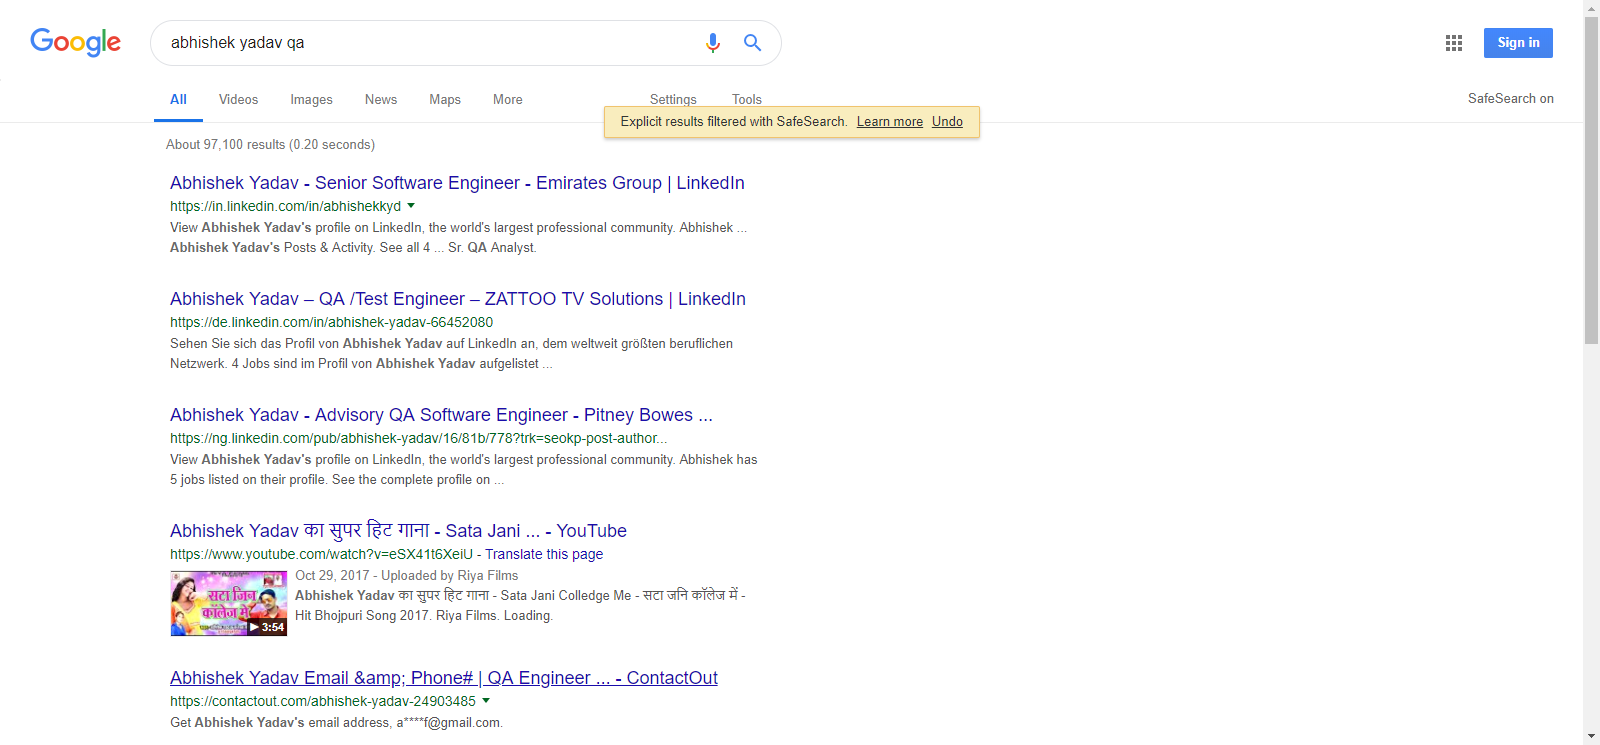 Google
abhishek yadav qa
Sign in
All Videos Images News Maps More Settings Tools
SafeSearch on
Explicit results filtered with SafeSearch. Learn more Undo
About 97,100 results (0.20 seconds)
Abhishek Yadav - Senior Software Engineer - Emirates Group | LinkedIn
https://in.linkedin.com/in/abhishekkyd
View Abhishek Yadav's profile on LinkedIn, the world's largest professional community. Abhishek ...
Abhishek Yadav's Posts & Activity. See all 4 ... Sr. QA Analyst.
Abhishek Yadav – QA /Test Engineer – ZATTOO TV Solutions | LinkedIn
https://de.linkedin.com/in/abhishek-yadav-66452080
Sehen Sie sich das Profil von Abhishek Yadav auf LinkedIn an, dem weltweit größten beruflichen
Netzwerk. 4 Jobs sind im Profil von Abhishek Yadav aufgelistet ...
Abhishek Yadav - Advisory QA Software Engineer - Pitney Bowes ...
https://ng.linkedin.com/pub/abhishek-yadav/16/81b/778?trk=seokp-post-author...
View Abhishek Yadav's profile on LinkedIn, the world's largest professional community. Abhishek has
5 jobs listed on their profile. See the complete profile on ...
Abhishek Yadav का सुपर हिट गाना - Sata Jani ... - YouTube
https://www.youtube.com/watch?v=eSX41t6XeiU - Translate this page
सटा जिन
कॉलेज में
3:54
Oct 29, 2017 - Uploaded by Riya Films
Abhishek Yadav का सुपर हिट गाना - Sata Jani Colledge Me - सटा जनि कॉलेज में -
Hit Bhojpuri Song 2017. Riya Films. Loading.
Abhishek Yadav Email &amp; Phone# | QA Engineer ... - ContactOut
https://contactout.com/abhishek-yadav-24903485
Get Abhishek Yadav's email address, a****f@gmail.com.